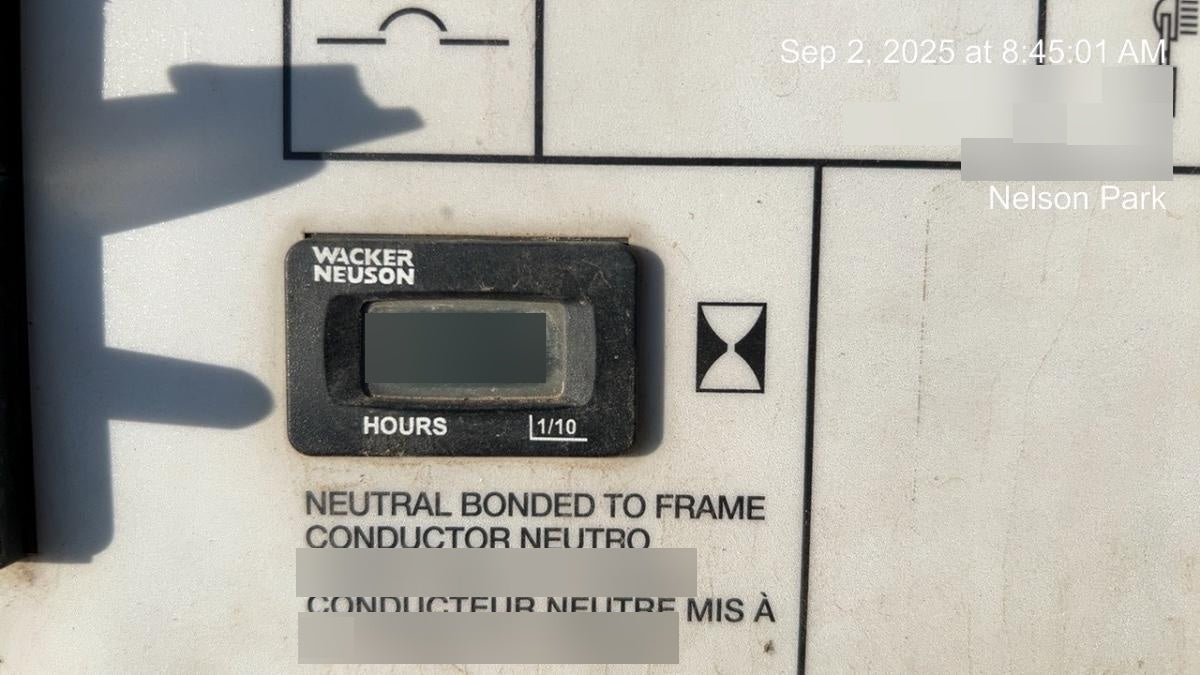 Sep 2, 2025 at 8:45:01 AM
Nelson Park
WACKER
NEUSON
HOURS
1/10
NEUTRAL BONDED TO FRAME
CONDUCTOR NEUTRO
CONDUCTEUR NEUTRE MIS À